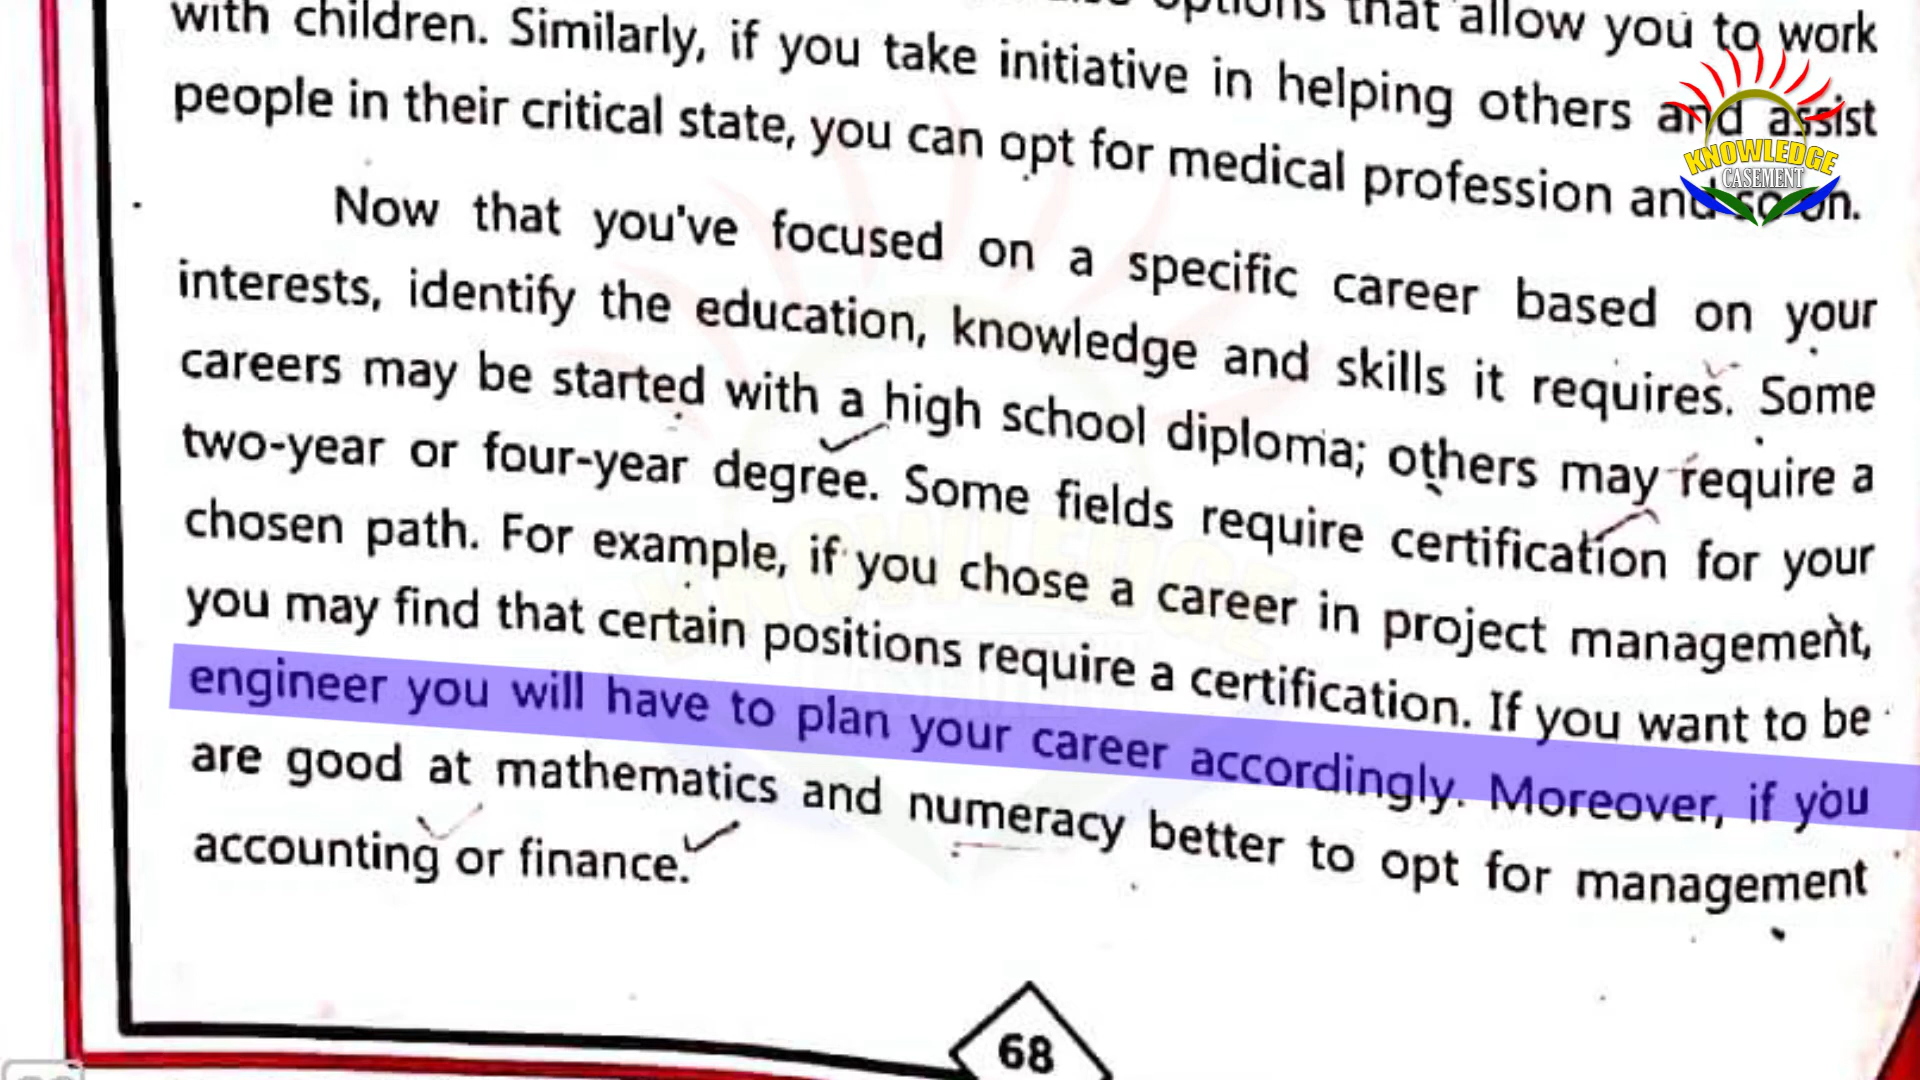 options that allow you to work
with children. Similarly, if you take initiative in helping others and assist
people in their critical state, you can opt for medical profession and so on.
Now that you've focused on a specific career based on your
interests, identify the education, knowledge and skills it requires. Some
careers may be started with a high school diploma; others may require a
two-year or four-year degree. Some fields require certification for your
chosen path. For example, if you chose a career in project management,
you may find that certain positions require a certification. If you want to be
engineer you will have to plan your career accordingly. Moreover, if you
are good at mathematics and numeracy better to opt for management
accounting or finance.
68
KNOWLEDGE
CASEMENT